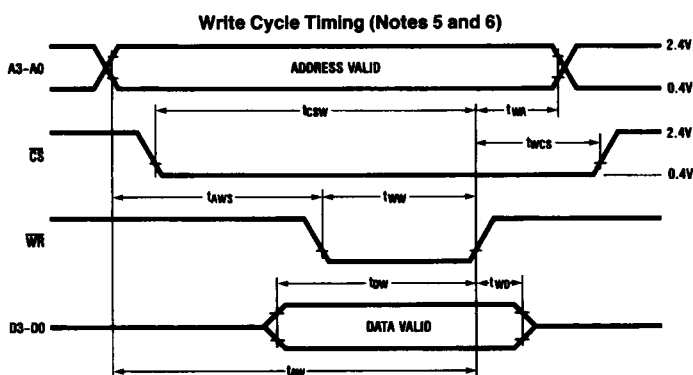 Write Cycle Timing (Notes 5 and 6)
A3-A0
ADDRESS VALID
2.4V
0.4V
tCSW
tWA
CS
tWCS
2.4V
0.4V
tAWS
tWW
WR
tDW
tWD
D3-D0
DATA VALID
tAW